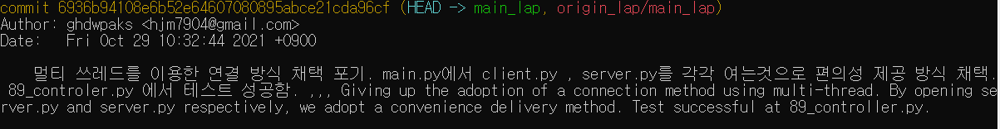 commit 6936b94108e6b52e64607080895abce21cda96cf (HEAD -> main_lap, origin_lap/main_lap)
Author: ghdwpaks <hjm7904@gmail.com>
Date:   Fri Oct 29 10:32:44 2021 +0900
멀티 쓰레드를 이용한 연결 방식 채택 포기. main.py에서 client.py , server.py를 각각 여는것으로 편의성 제공 방식 채택.
89_controler.py 에서 테스트 성공함. ,,, Giving up the adoption of a connection method using multi-thread. By opening se
rver.py and server.py respectively, we adopt a convenience delivery method. Test successful at 89_controller.py.